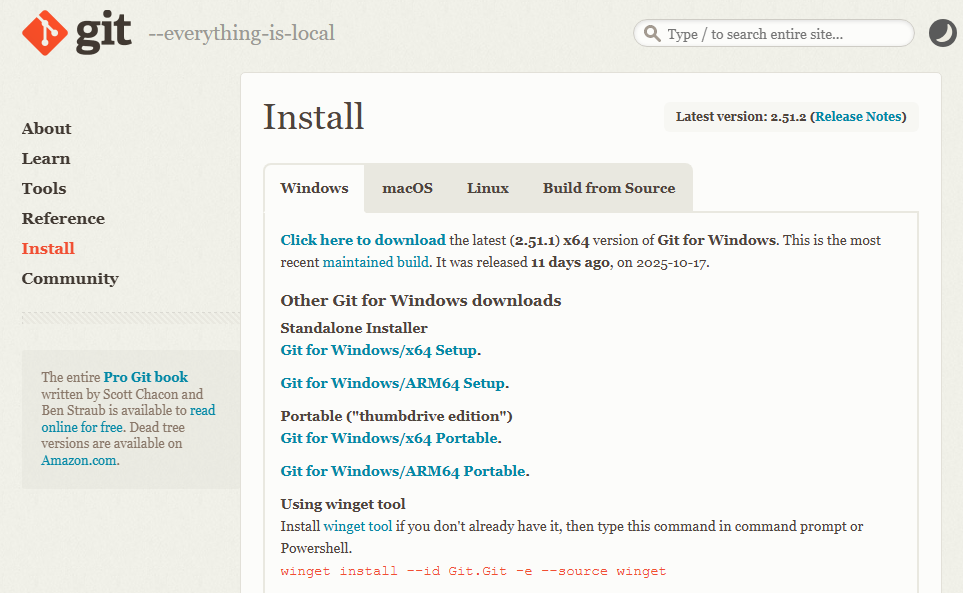 git --everything-is-local
Type / to search entire site...
About
Learn
Tools
Reference
Install
Community
The entire Pro Git book
written by Scott Chacon and
Ben Straub is available to read
online for free. Dead tree
versions are available on
Amazon.com.
Install
Latest version: 2.51.2 (Release Notes)
Windows macOS Linux Build from Source
Click here to download the latest (2.51.1) x64 version of Git for Windows. This is the most
recent maintained build. It was released 11 days ago, on 2025-10-17.
Other Git for Windows downloads
Standalone Installer
Git for Windows/x64 Setup.
Git for Windows/ARM64 Setup.
Portable ("thumbdrive edition")
Git for Windows/x64 Portable.
Git for Windows/ARM64 Portable.
Using winget tool
Install winget tool if you don't already have it, then type this command in command prompt or
Powershell.
winget install --id Git.Git -e --source winget